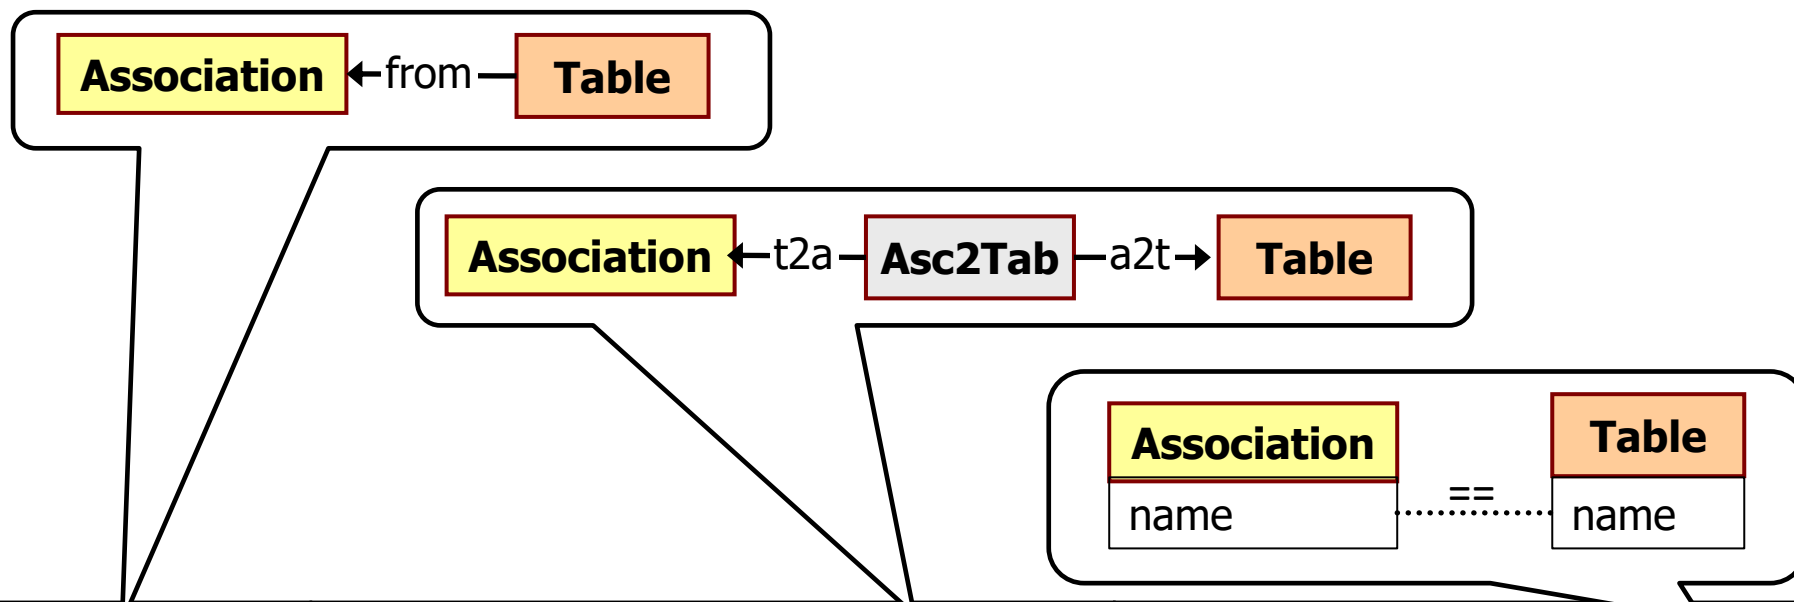 Association from Table
Association t2a Asc2Tab a2t Table
Association == Table
name name